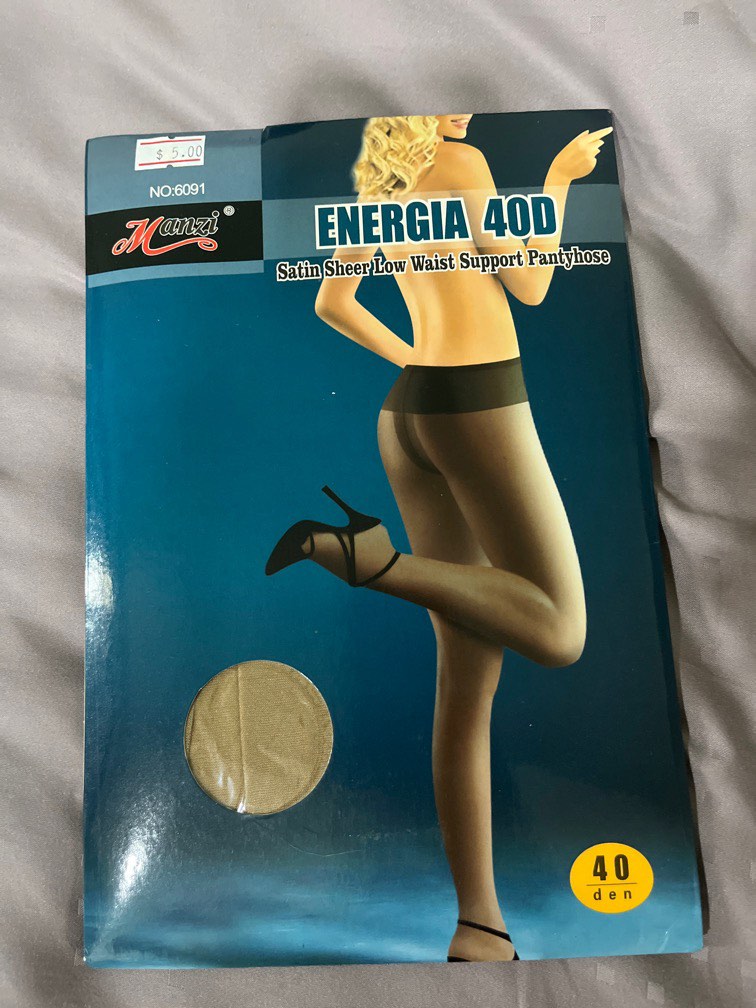 $ 5.00
NO:6091
Manzi®
ENERGIA 40D
Satin Sheer Low Waist Support Pantyhose
40
den